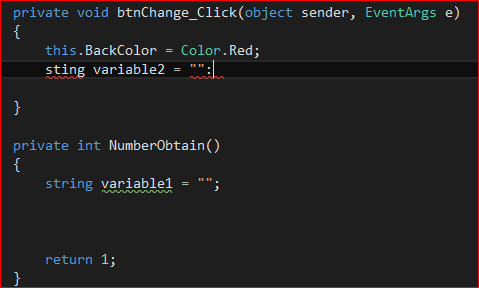 private void btnChange_Click(object sender, EventArgs e)
{
this.BackColor = Color.Red;
sting variable2 = "":
}
private int NumberObtain()
{
string variable1 = "";
return 1;
}